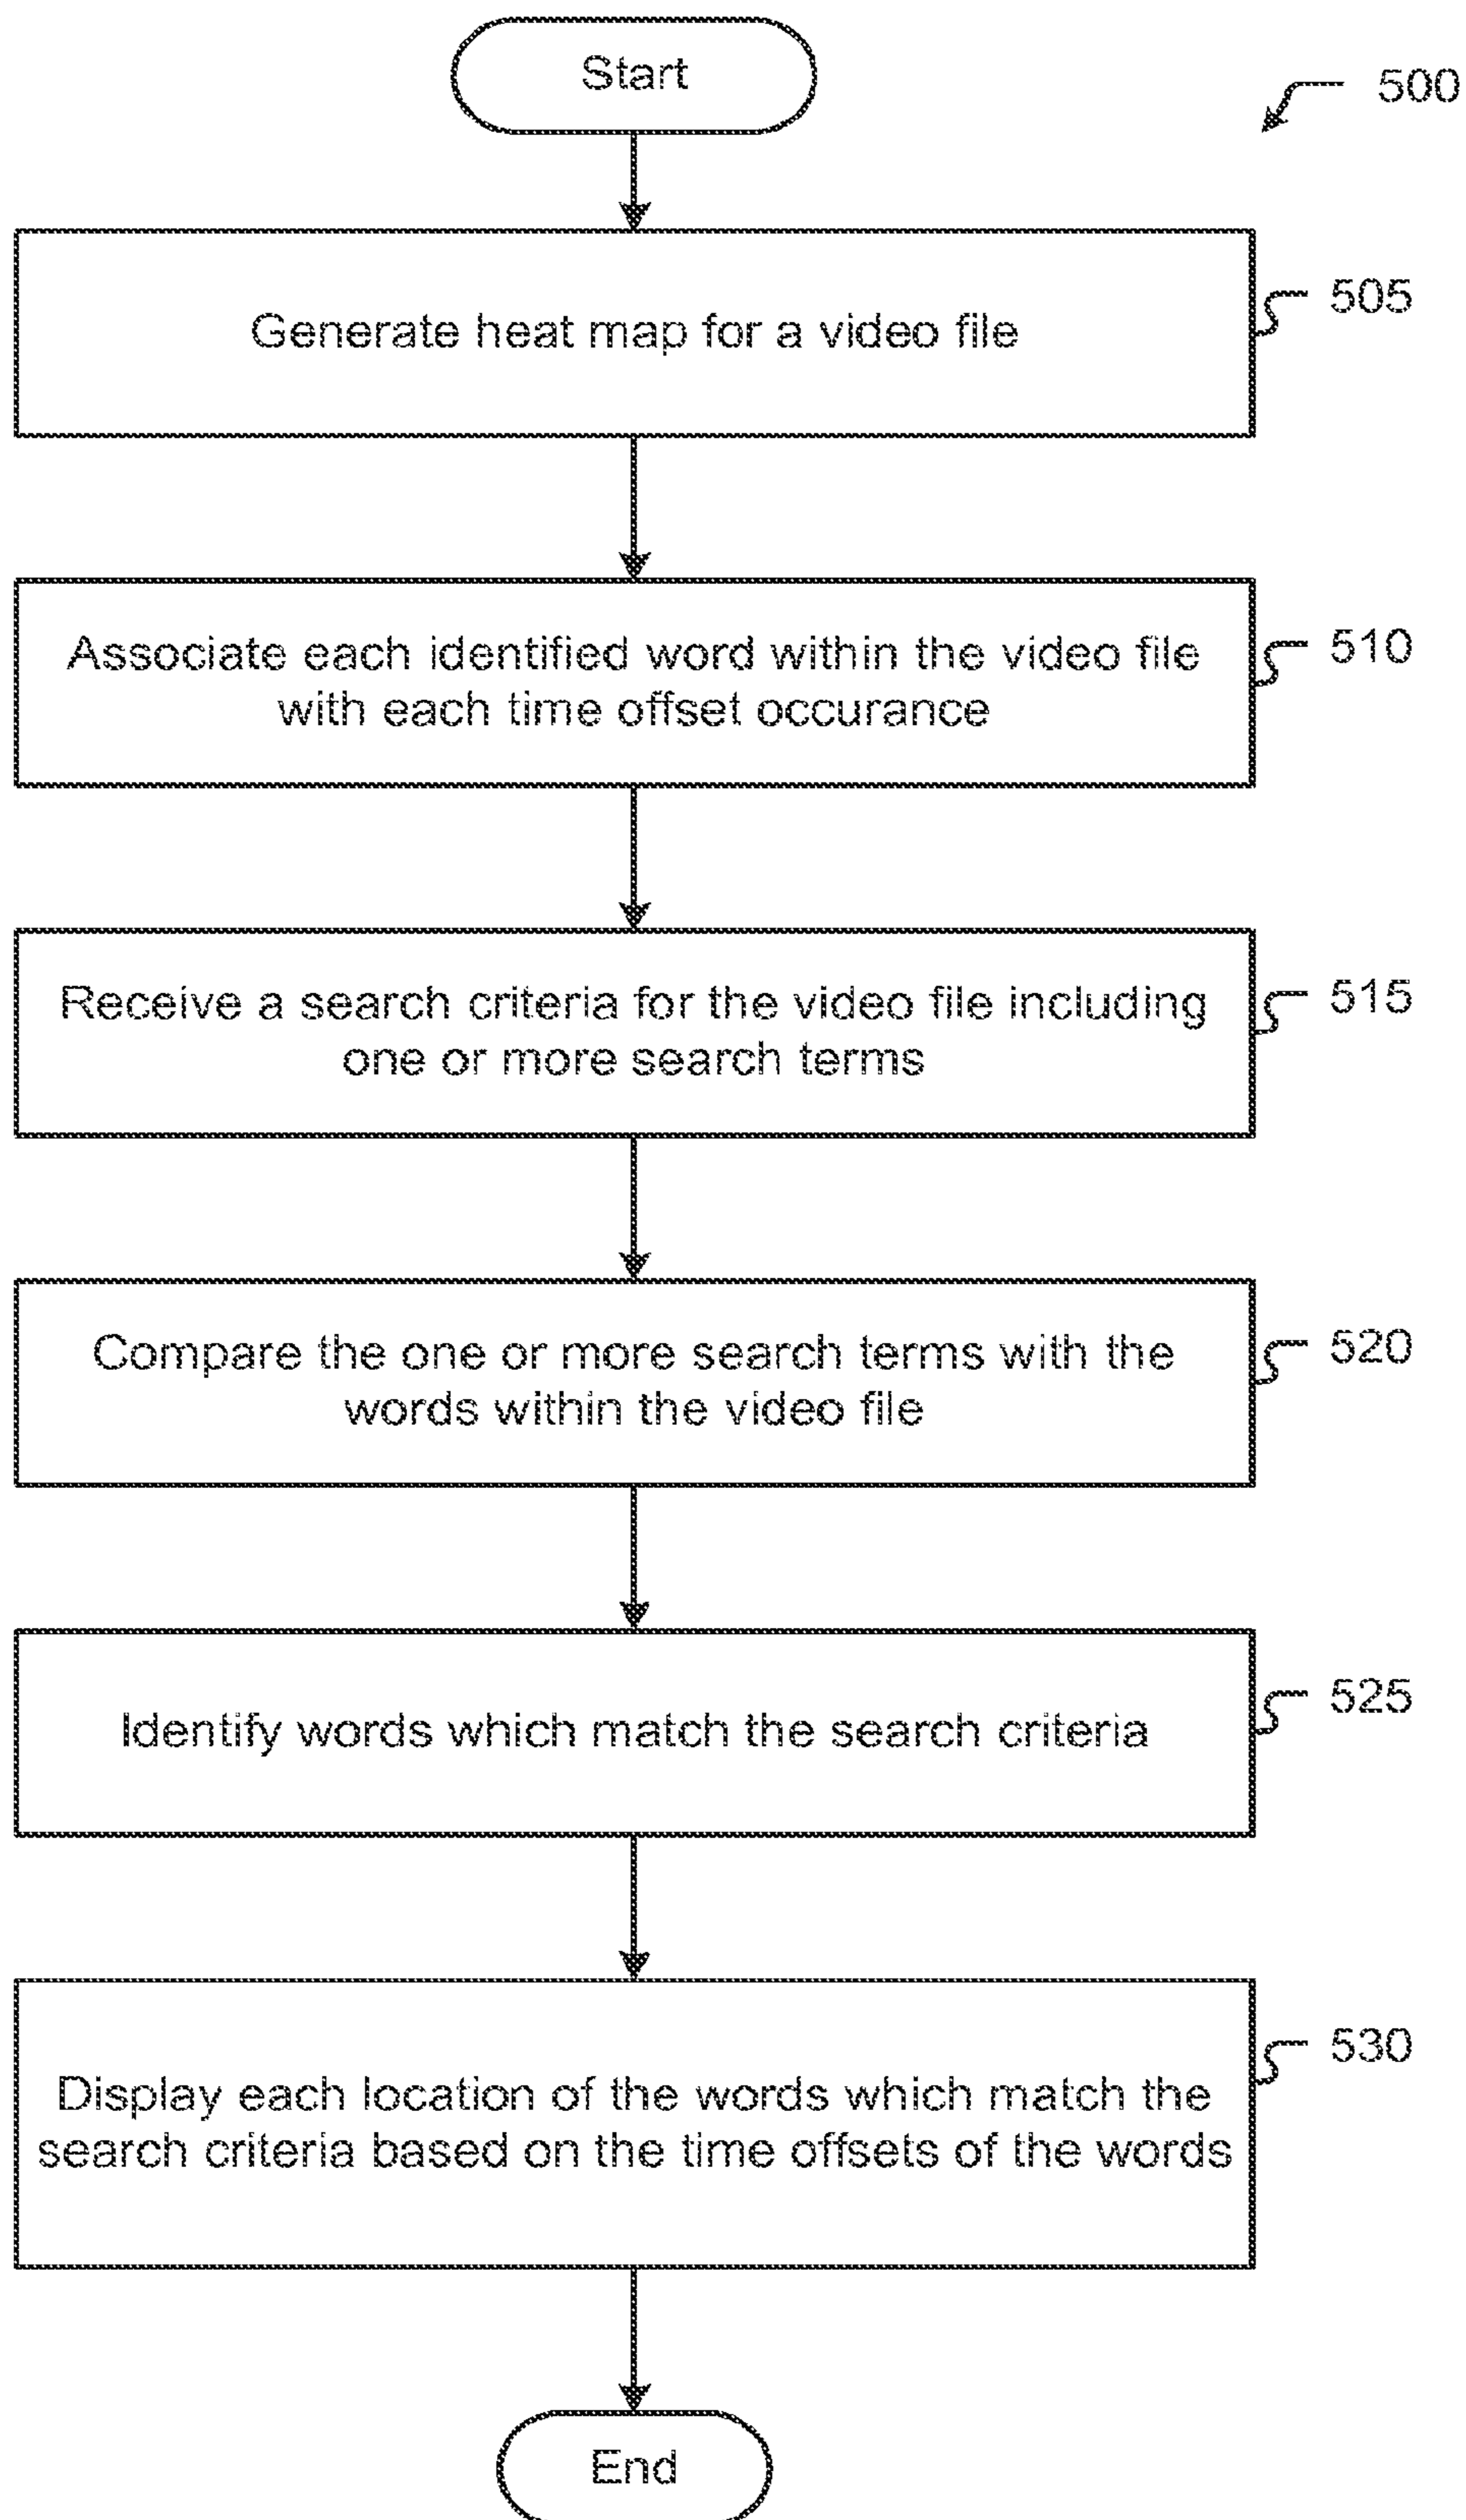 Start
500
Generate heat map for a video file
505
Associate each identified word within the video file
with each time offset occurance
510
Receive a search criteria for the video file including
one or more search terms
515
Compare the one or more search terms with the
words within the video file
520
Identify words which match the search criteria
525
Display each location of the words which match the
search criteria based on the time offsets of the words
530
End